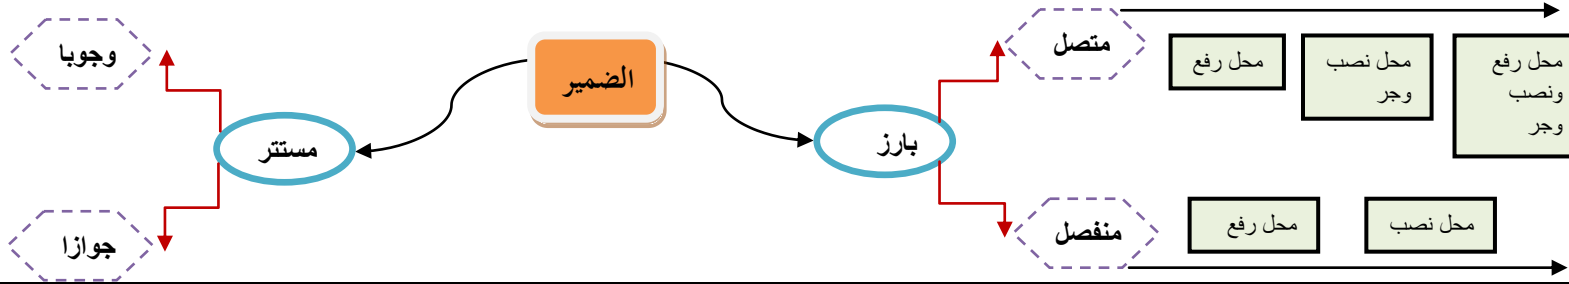 الضمير
بارز
متصل
محل رفع
محل نصب
وجر
محل رفع
ونصب
وجر
منفصل
محل رفع
محل نصب
مستتر
وجوبا
جوازا